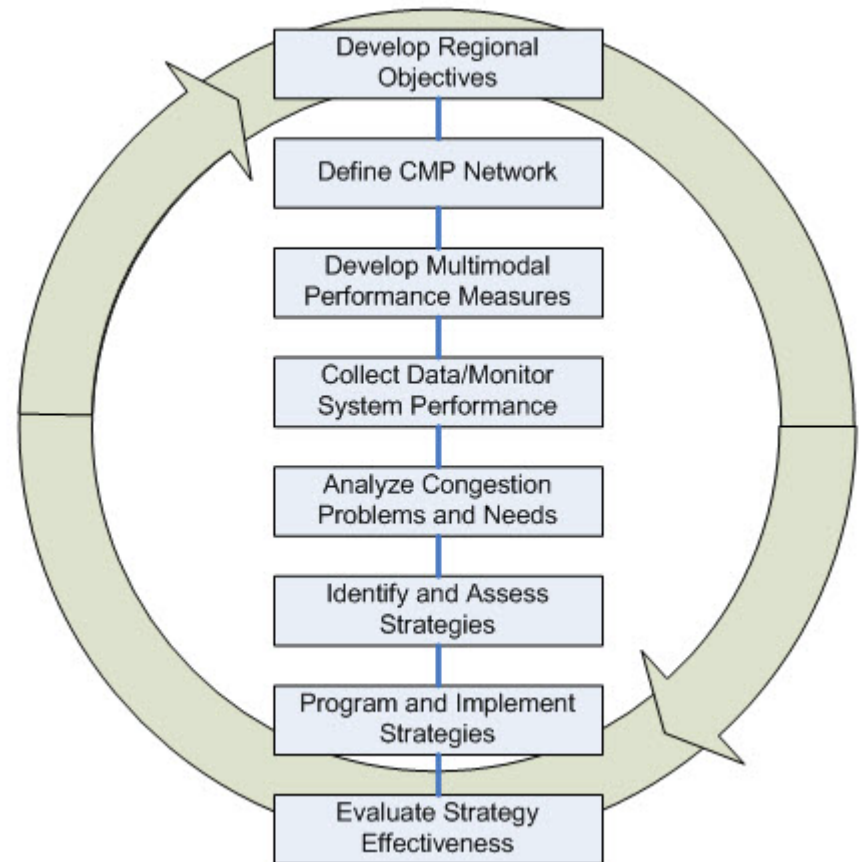 Develop Regional
Objectives
Define CMP Network
Develop Multimodal
Performance Measures
Collect Data/Monitor
System Performance
Analyze Congestion
Problems and Needs
Identify and Assess
Strategies
Program and Implement
Strategies
Evaluate Strategy
Effectiveness